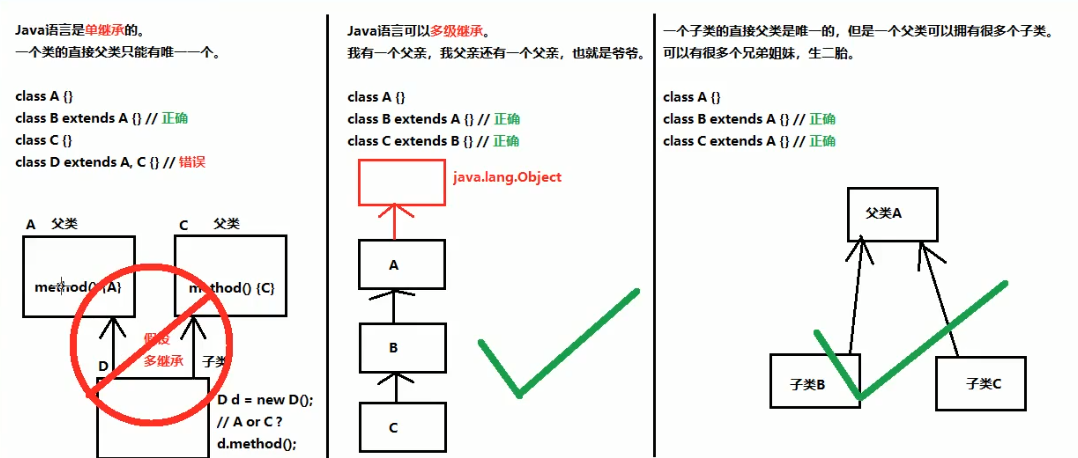 Java语言是单继承的。
一个类的直接父类只能有唯一一个。
class A {}
class B extends A {} // 正确
class C {}
class D extends A, C {} // 错误
A 父类
C 父类
method() {A}
method() {C}
假设
多继承
D
子类
D d = new D();
// A or C ?
d.method();
Java语言可以多级继承。
我有一个父亲，我父亲还有一个父亲，也就是爷爷。
class A {}
class B extends A {} // 正确
class C extends B {} // 正确
java.lang.Object
A
B
C
一个子类的直接父类是唯一的，但是一个父类可以拥有很多个子类。
可以有很多个兄弟姐妹，生二胎。
class A {}
class B extends A {} // 正确
class C extends A {} // 正确
父类A
子类B
子类C